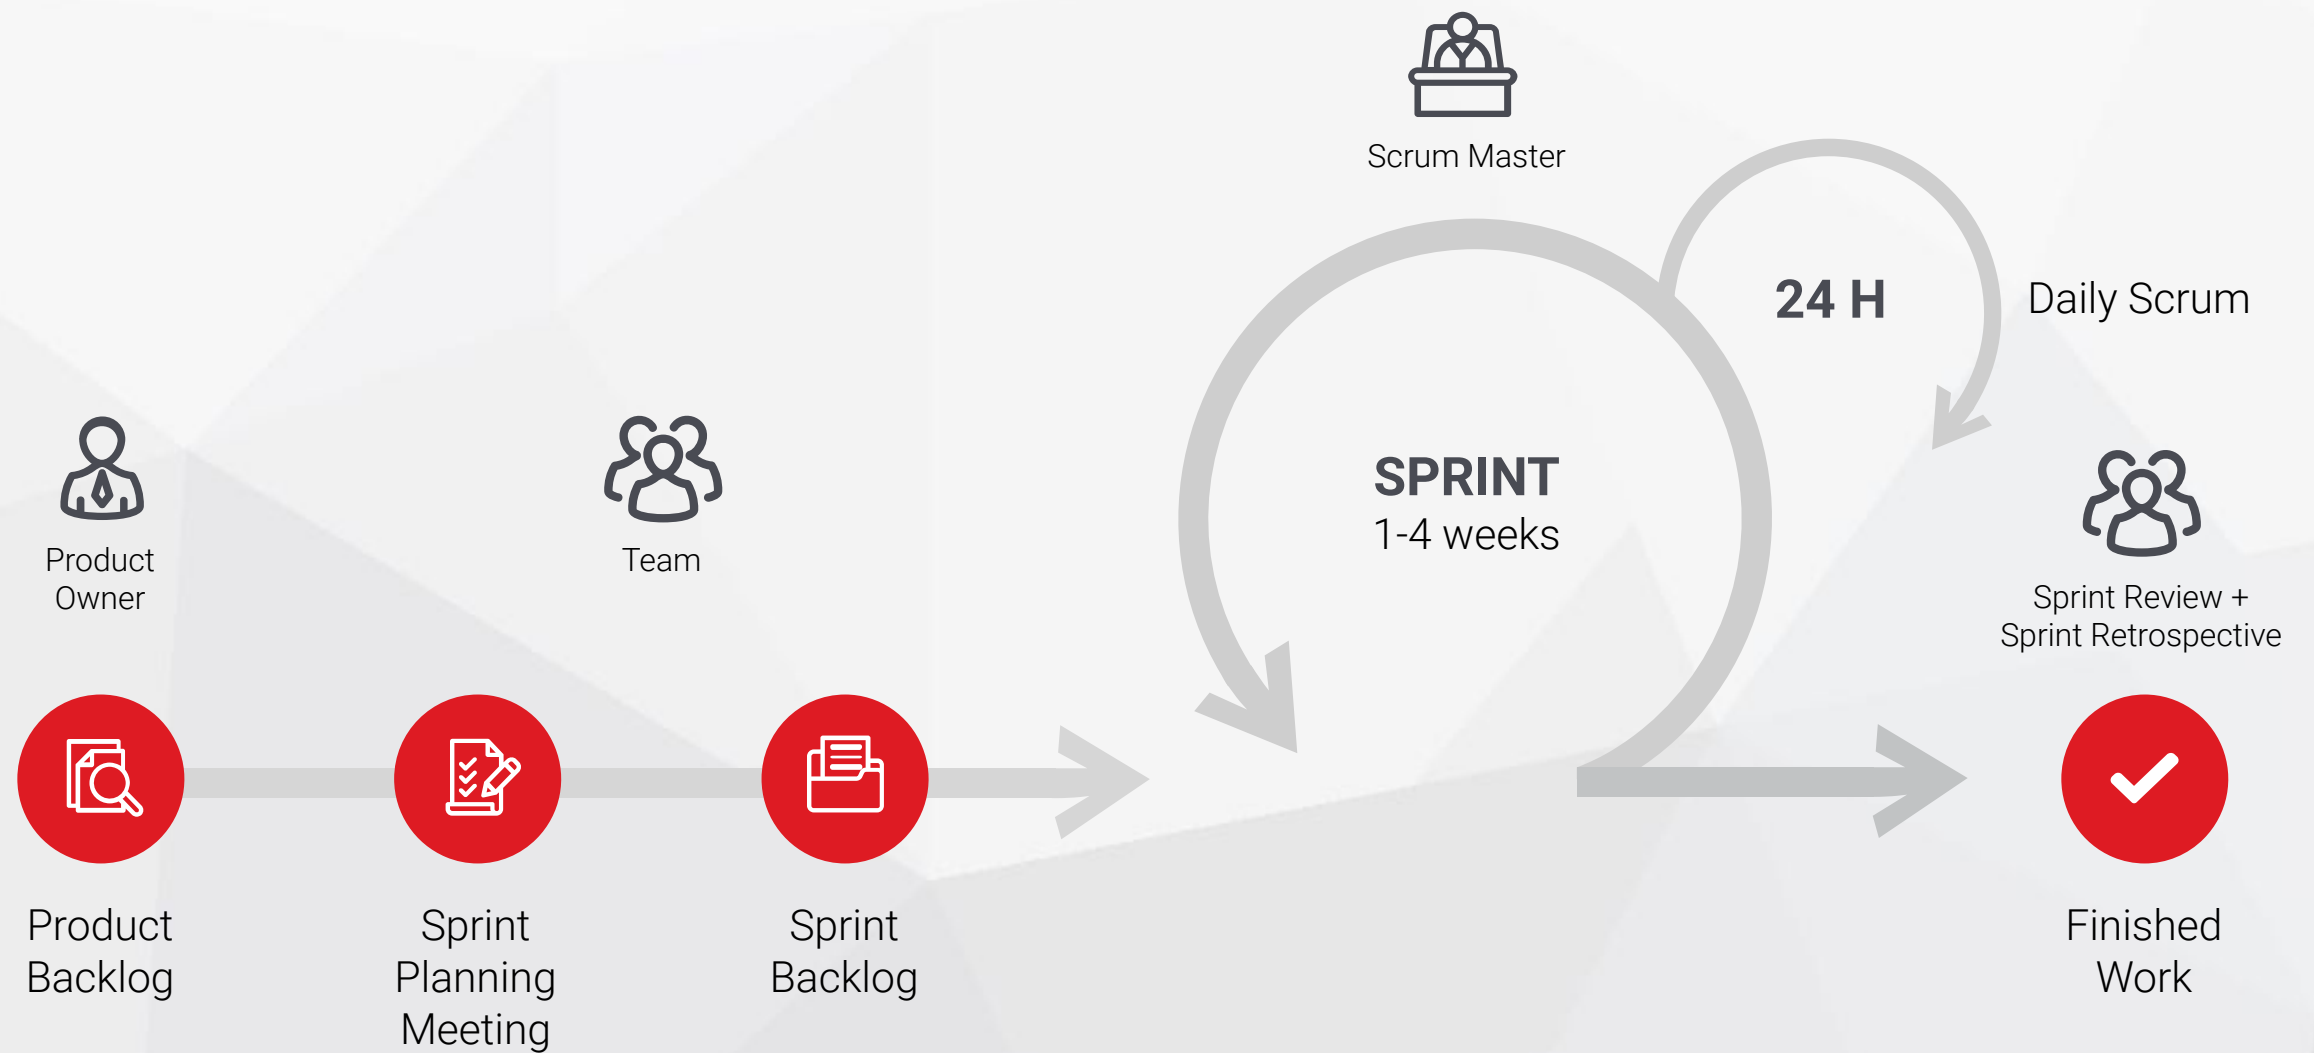 Scrum Master
24 H
Daily Scrum
SPRINT
1-4 weeks
Product
Owner
Team
Sprint Review +
Sprint Retrospective
Product
Backlog
Sprint
Planning
Meeting
Sprint
Backlog
Finished
Work